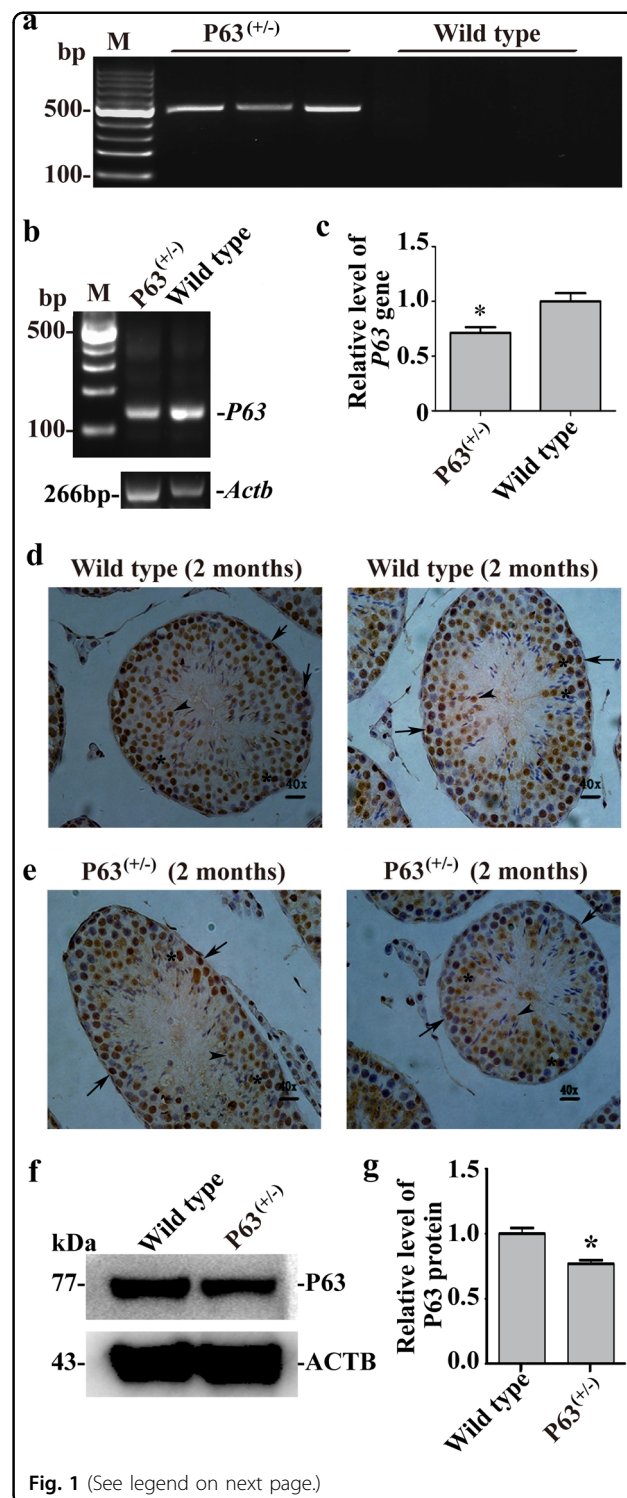 a
P63(+/-) Wild type
M
bp
500-
100-
b
P63(+/-) Wild type
bp M
500-
100-
-P63
266bp- -Actb
c
Relative level of
P63 gene
1.5
1.0
0.5
0
*
P63(+/-)
Wild type
d
Wild type (2 months) Wild type (2 months)
*
*
40x
*
*
40x
e
P63(+/-) (2 months) P63(+/-) (2 months)
*
*
40x
*
*
40x
f
Wild type P63(+/-)
kDa
77- -P63
43- -ACTB
g
Relative level of
P63 protein
1.5
1.0
0.5
0.0
*
Wild type
P63(+/-)
Fig. 1 (See legend on next page.)